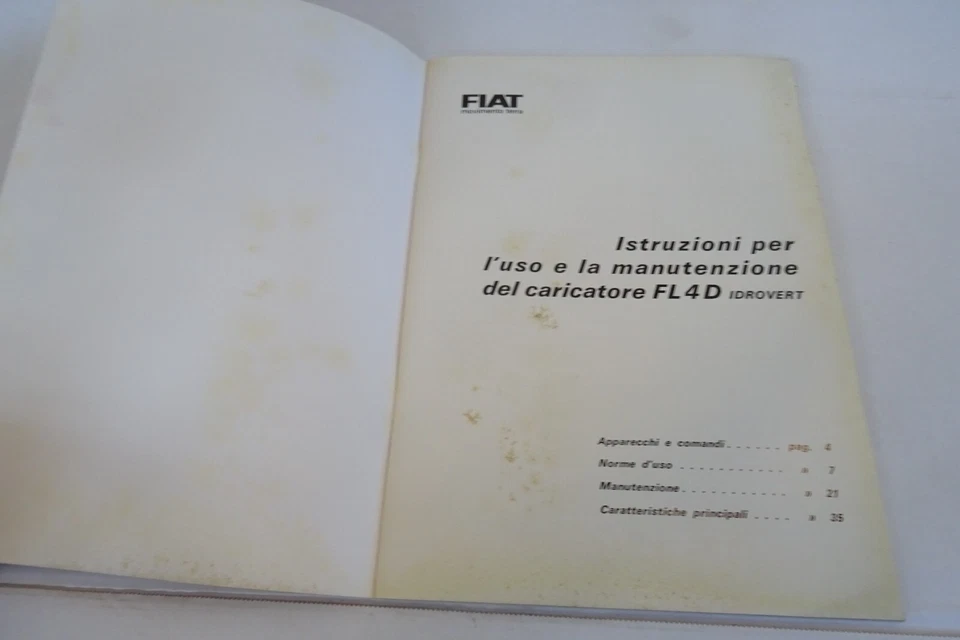 FIAT
movimento terra
Istruzioni per
l'uso e la manutenzione
del caricatore FL4D IDROVERT
Apparecchi e comandi . . . . . . pag. 4
Norme d'uso . . . . . . . . . . . » 7
Manutenzione . . . . . . . . . . . » 21
Caratteristiche principali . . . . » 35